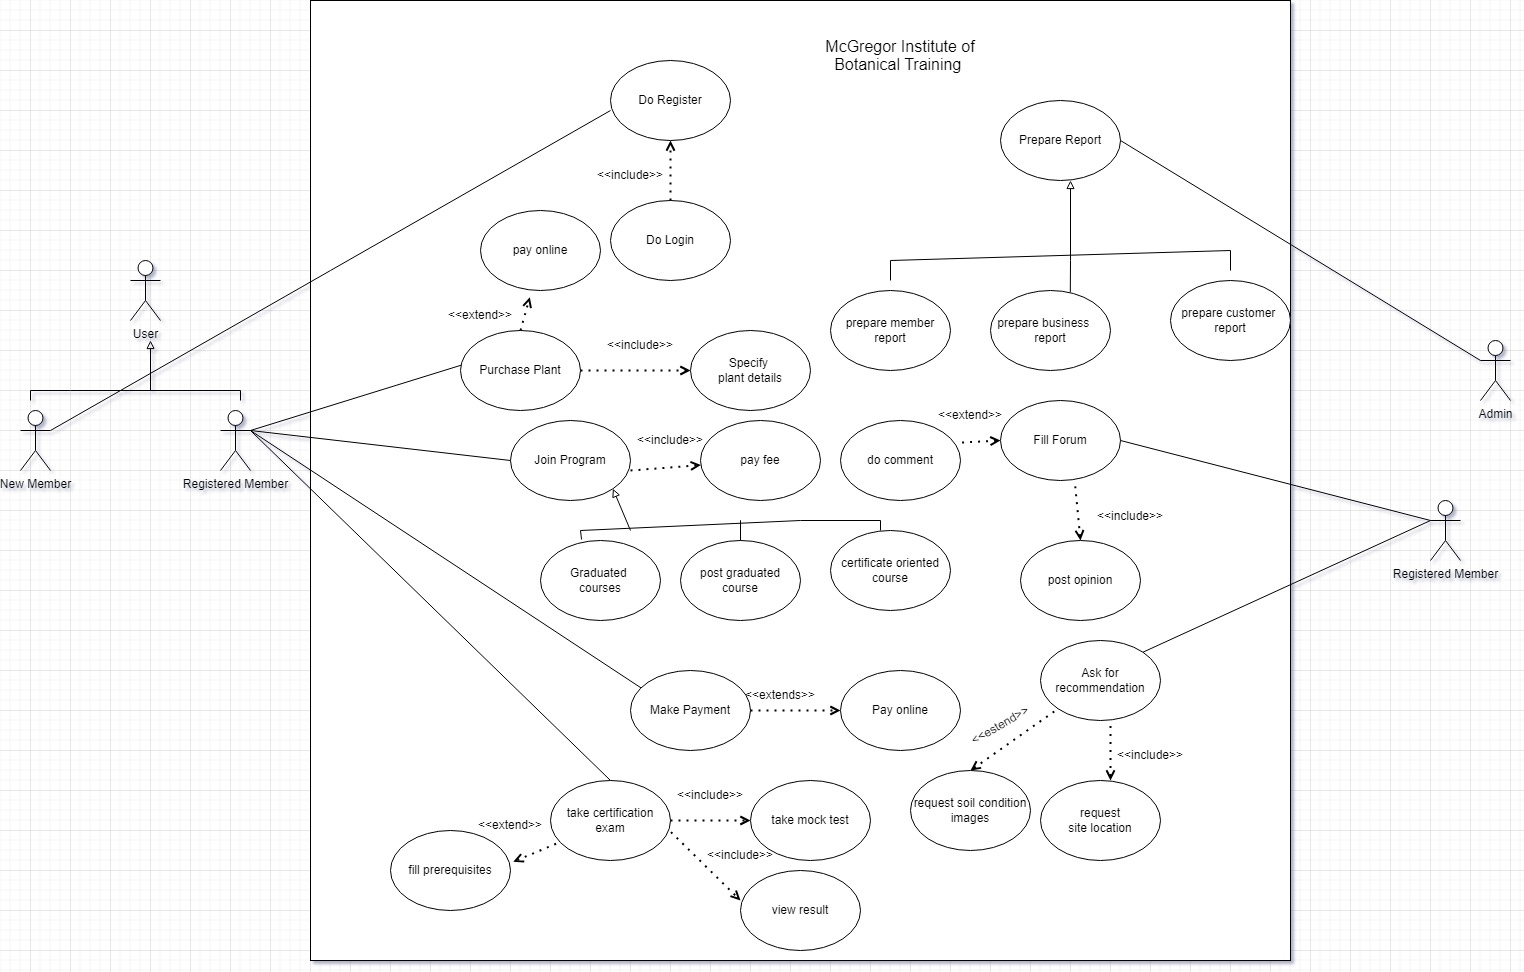 McGregor Institute of
Botanical Training
Do Register
Prepare Report
<<include>>
pay online
Do Login
User
<<extend>>
prepare member
report
prepare business
report
prepare customer
report
<<include>>
Purchase Plant
Specify
plant details
Admin
New Member
Registered Member
<<include>>
Join Program
pay fee
<<extend>>
do comment
Fill Forum
<<include>>
Graduated
courses
post graduated
course
certificate oriented
course
post opinion
Registered Member
Ask for
recommendation
Make Payment
<<extends>>
Pay online
<<estend>>
<<include>>
request soil condition
images
request
site location
take certification
exam
<<include>>
take mock test
<<extend>>
fill prerequisites
<<include>>
view result